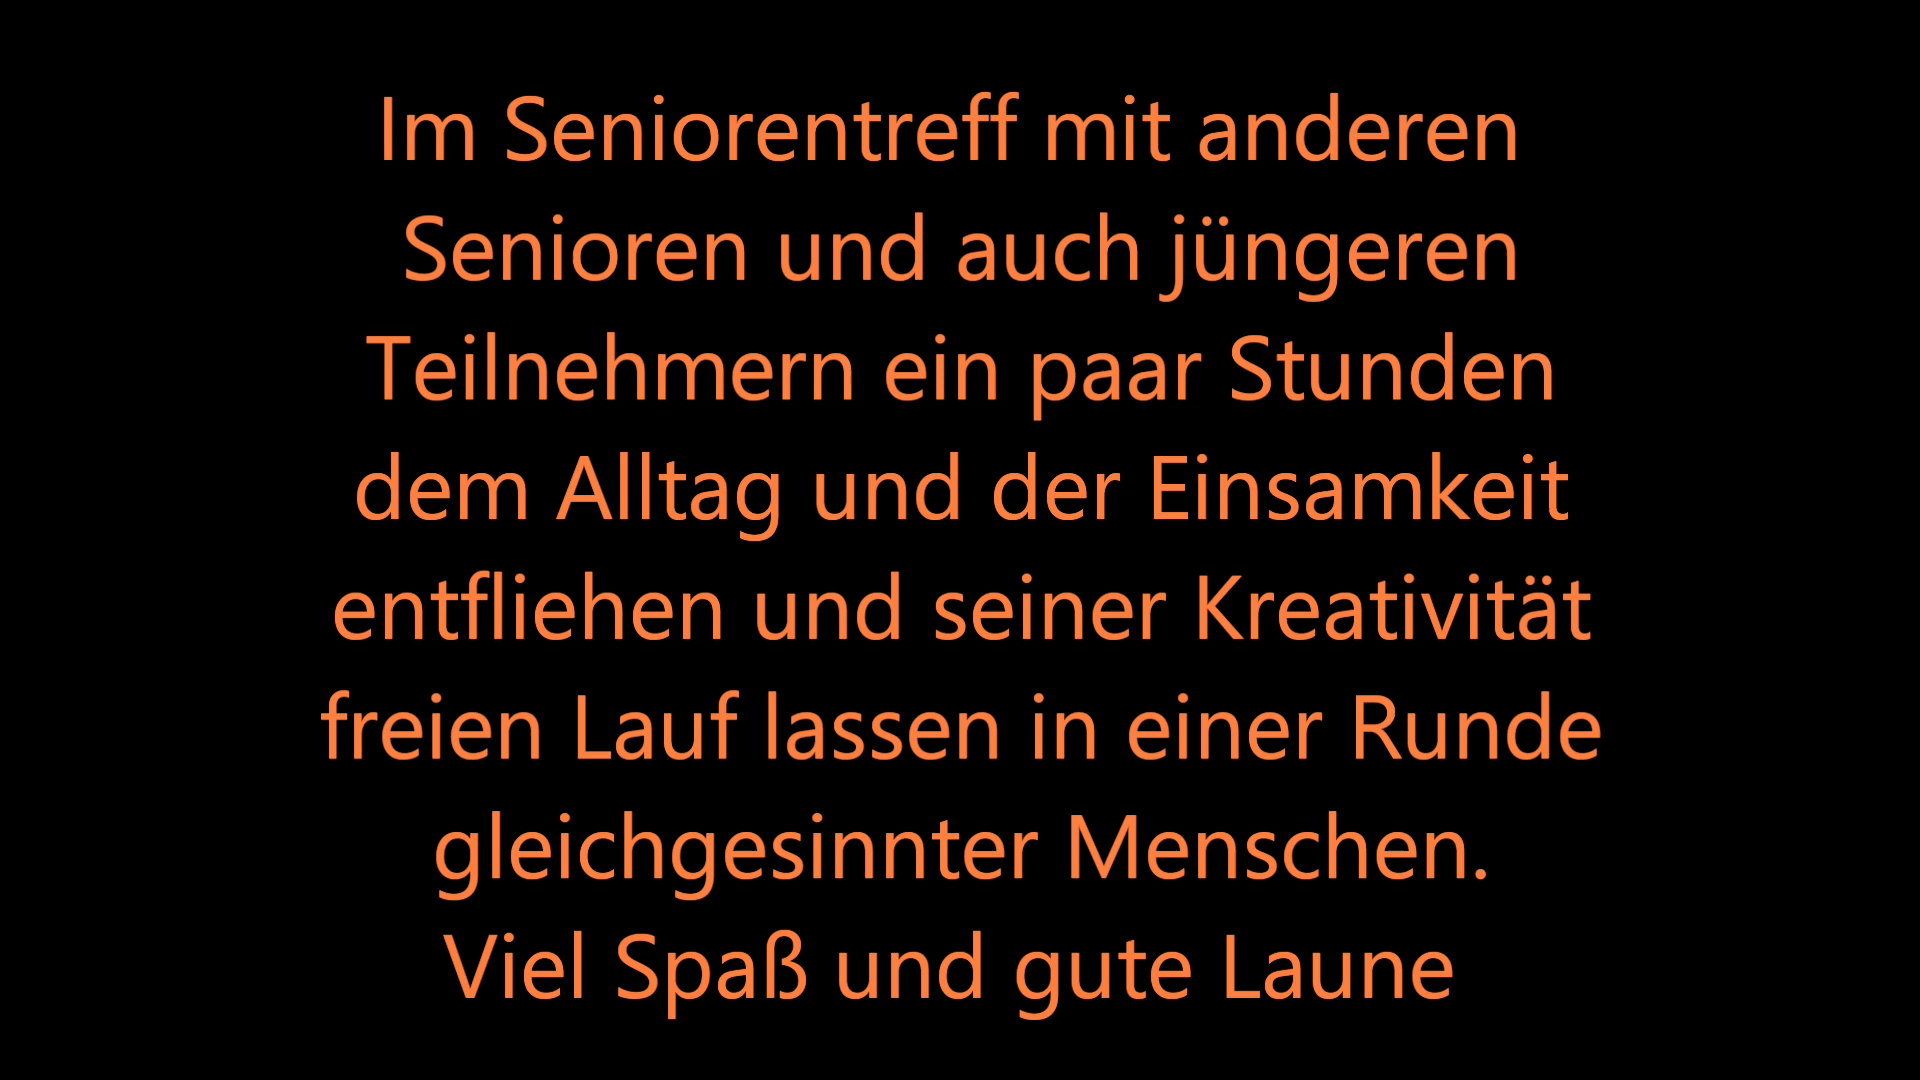 Im Seniorentreff mit anderen
Senioren und auch jüngeren
Teilnehmern ein paar Stunden
dem Alltag und der Einsamkeit
entfliehen und seiner Kreativität
freien Lauf lassen in einer Runde
gleichgesinnter Menschen.
Viel Spaß und gute Laune